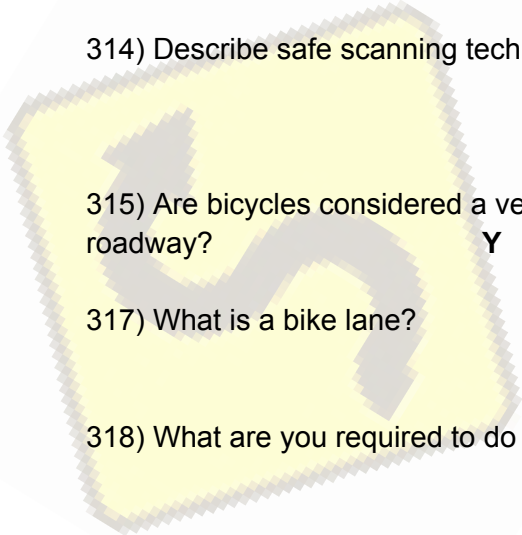 314) Describe safe scanning tech
315) Are bicycles considered a ve
roadway? Y
317) What is a bike lane?
318) What are you required to do